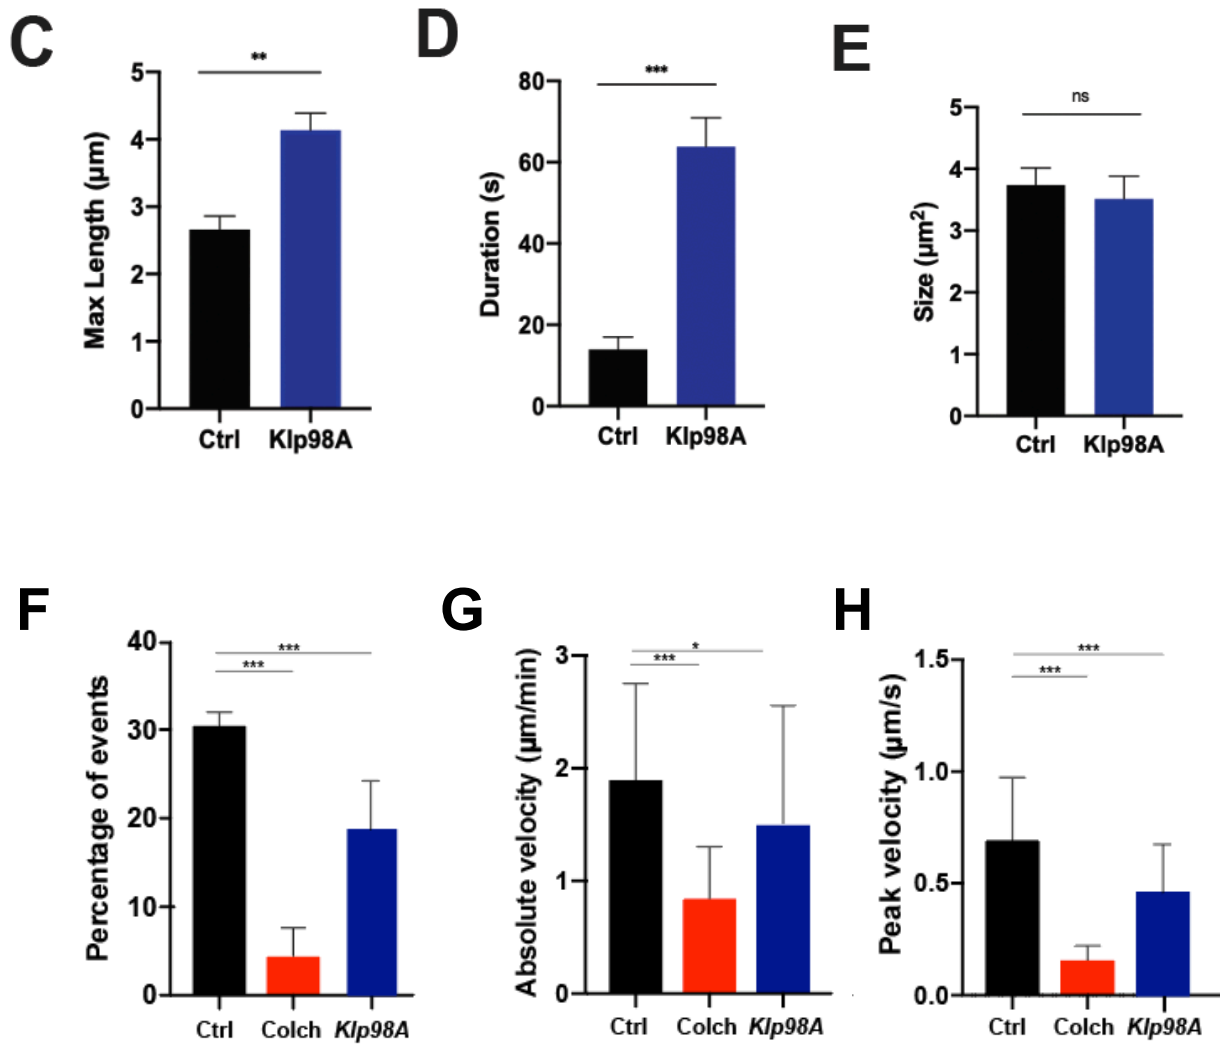 C
**
5
4
3
2
1
0
Max Length (µm)
Ctrl
Klp98A
D
***
80
60
40
20
0
Duration (s)
Ctrl
Klp98A
E
ns
5
4
3
2
1
0
Size (µm²)
Ctrl
Klp98A
F
***
***
40
30
20
10
0
Percentage of events
Ctrl
Colch
Klp98A
G
*
***
3
2
1
0
Absolute velocity (µm/min)
Ctrl
Colch
Klp98A
H
***
***
1.5
1.0
0.5
0.0
Peak velocity (µm/s)
Ctrl
Colch
Klp98A